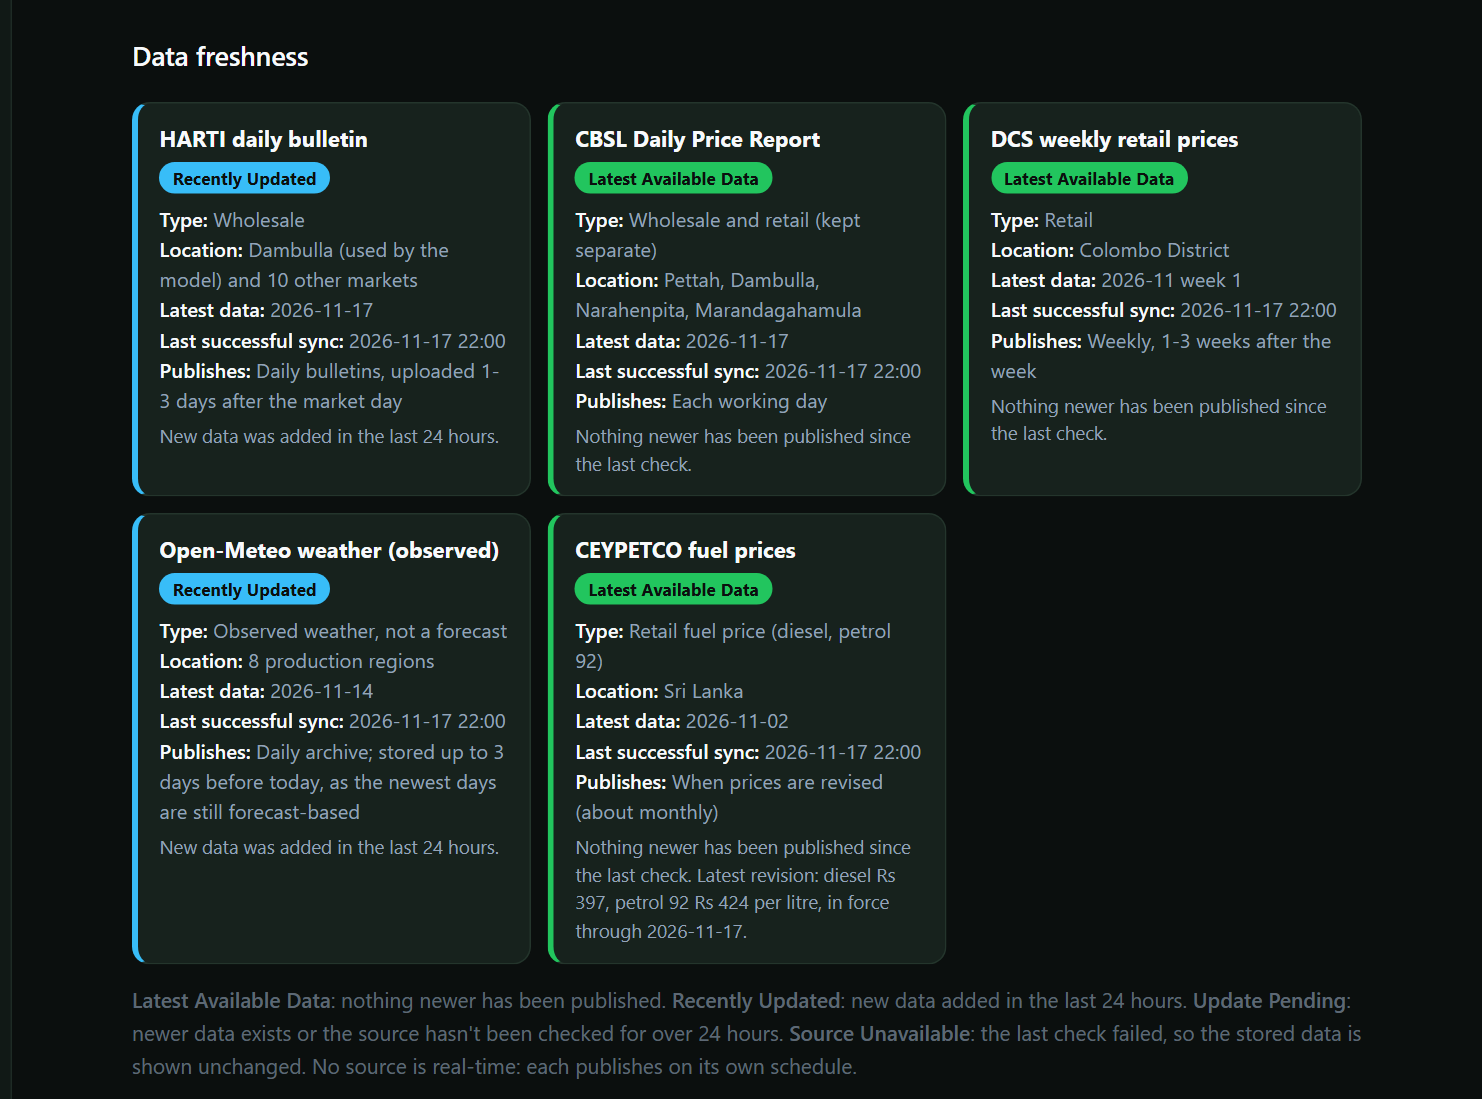 Data freshness
HARTI daily bulletin
Recently Updated
Type: Wholesale
Location: Dambulla (used by the
model) and 10 other markets
Latest data: 2026-11-17
Last successful sync: 2026-11-17 22:00
Publishes: Daily bulletins, uploaded 1-
3 days after the market day
New data was added in the last 24 hours.
CBSL Daily Price Report
Latest Available Data
Type: Wholesale and retail (kept
separate)
Location: Pettah, Dambulla,
Narahenpita, Marandagahamula
Latest data: 2026-11-17
Last successful sync: 2026-11-17 22:00
Publishes: Each working day
Nothing newer has been published since
the last check.
DCS weekly retail prices
Latest Available Data
Type: Retail
Location: Colombo District
Latest data: 2026-11 week 1
Last successful sync: 2026-11-17 22:00
Publishes: Weekly, 1-3 weeks after the
week
Nothing newer has been published since
the last check.
Open-Meteo weather (observed)
Recently Updated
Type: Observed weather, not a forecast
Location: 8 production regions
Latest data: 2026-11-14
Last successful sync: 2026-11-17 22:00
Publishes: Daily archive; stored up to 3
days before today, as the newest days
are still forecast-based
New data was added in the last 24 hours.
CEYPETCO fuel prices
Latest Available Data
Type: Retail fuel price (diesel, petrol
92)
Location: Sri Lanka
Latest data: 2026-11-02
Last successful sync: 2026-11-17 22:00
Publishes: When prices are revised
(about monthly)
Nothing newer has been published since
the last check. Latest revision: diesel Rs
397, petrol 92 Rs 424 per litre, in force
through 2026-11-17.
Latest Available Data: nothing newer has been published. Recently Updated: new data added in the last 24 hours. Update Pending:
newer data exists or the source hasn't been checked for over 24 hours. Source Unavailable: the last check failed, so the stored data is
shown unchanged. No source is real-time: each publishes on its own schedule.